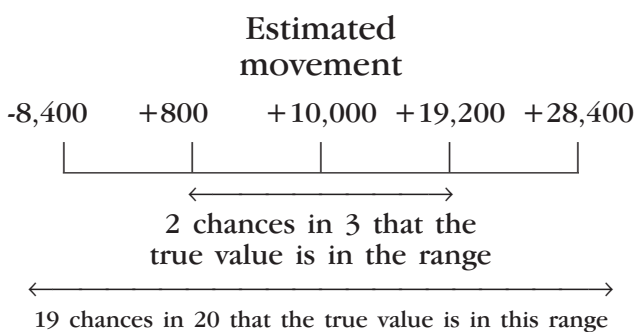 Estimated
movement
-8,400 +800 +10,000 +19,200 +28,400
2 chances in 3 that the
true value is in the range
19 chances in 20 that the true value is in this range